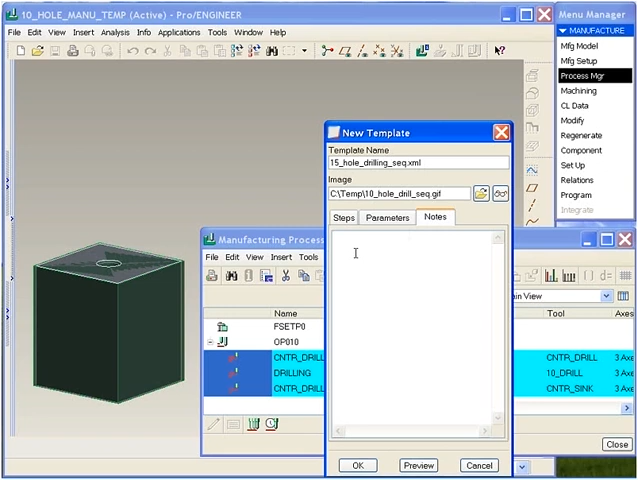 10_HOLE_MANU_TEMP (Active) - Pro/ENGINEER
File Edit View Insert Analysis Info Applications Tools Window Help
Menu Manager
MANUFACTURE
Mfg Model
Mfg Setup
Process Mgr
Machining
CL Data
Modify
Regenerate
Component
Set Up
Relations
Program
Integrate
New Template
Template Name
15_hole_drilling_seq.xml
Image
C:\Temp\10_hole_drill_seq.gif
Steps Parameters Notes
OK Preview Cancel
Manufacturing Process
File Edit View Insert Tools
ain View
Name Tool Axes
FSETP0
OP010
CNTR_DRILL CNTR_DRILL 3 Axe
DRILLING 10_DRILL 3 Axe
CNTR_DRILL CNTR_SINK 3 Axe
Close